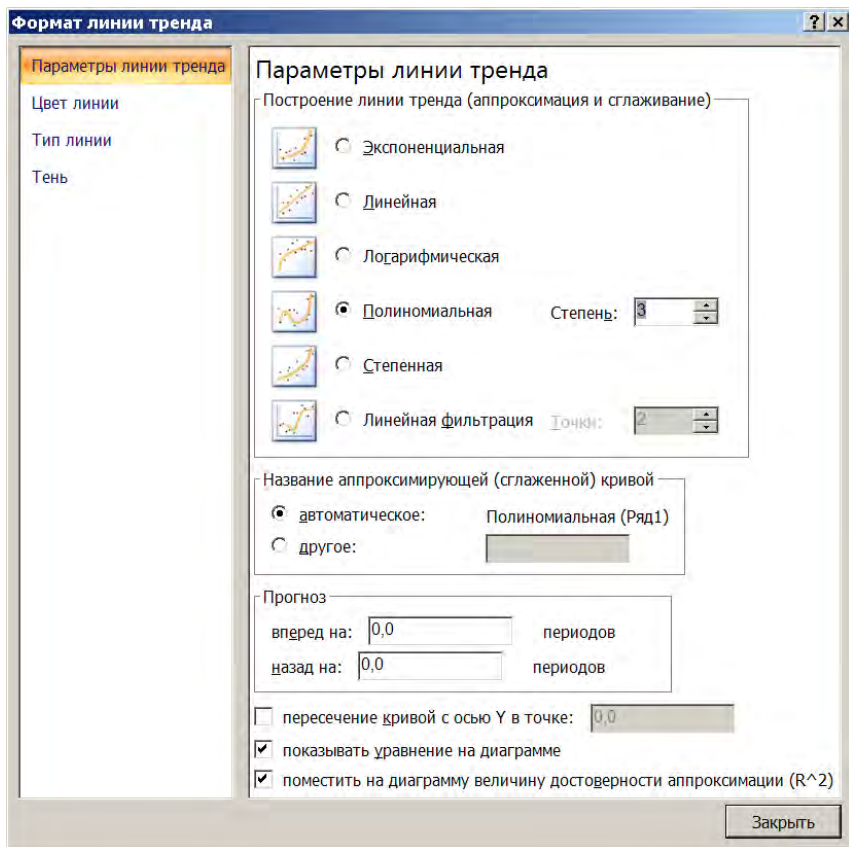 Формат линии тренда
Параметры линии тренда
Цвет линии
Тип линии
Тень
Параметры линии тренда
Построение линии тренда (аппроксимация и сглаживание)
Экспоненциальная
Линейная
Логарифмическая
Полиномиальная Степень: 3
Степенная
Линейная фильтрация Точки: 2
Название аппроксимирующей (сглаженной) кривой
автоматическое: Полиномиальная (Ряд1)
другое:
Прогноз
вперед на: 0,0 периодов
назад на: 0,0 периодов
пересечение кривой с осью Y в точке: 0,0
показывать уравнение на диаграмме
поместить на диаграмму величину достоверности аппроксимации (R^2)
Закрыть